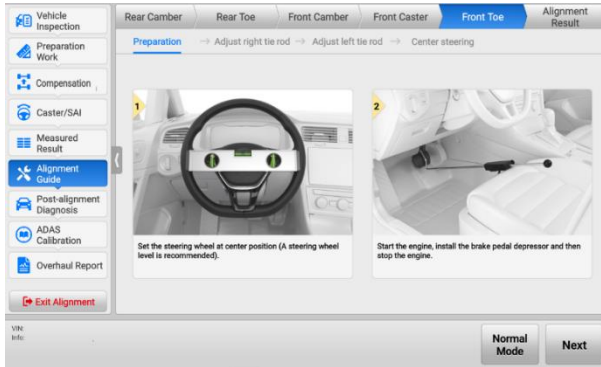 Vehicle
Inspection
Preparation
Work
Compensation
Caster/SAI
Measured
Result
Alignment
Guide
Post-alignment
Diagnosis
ADAS
Calibration
Overhaul Report
Exit Alignment
Rear Camber
Rear Toe
Front Camber
Front Caster
Front Toe
Alignment
Result
Preparation → Adjust right tie rod → Adjust left tie rod → Center steering
1
Set the steering wheel at center position (A steering wheel
level is recommended).
2
Start the engine, install the brake pedal depressor and then
stop the engine.
VIN:
Info:
Normal
Mode
Next